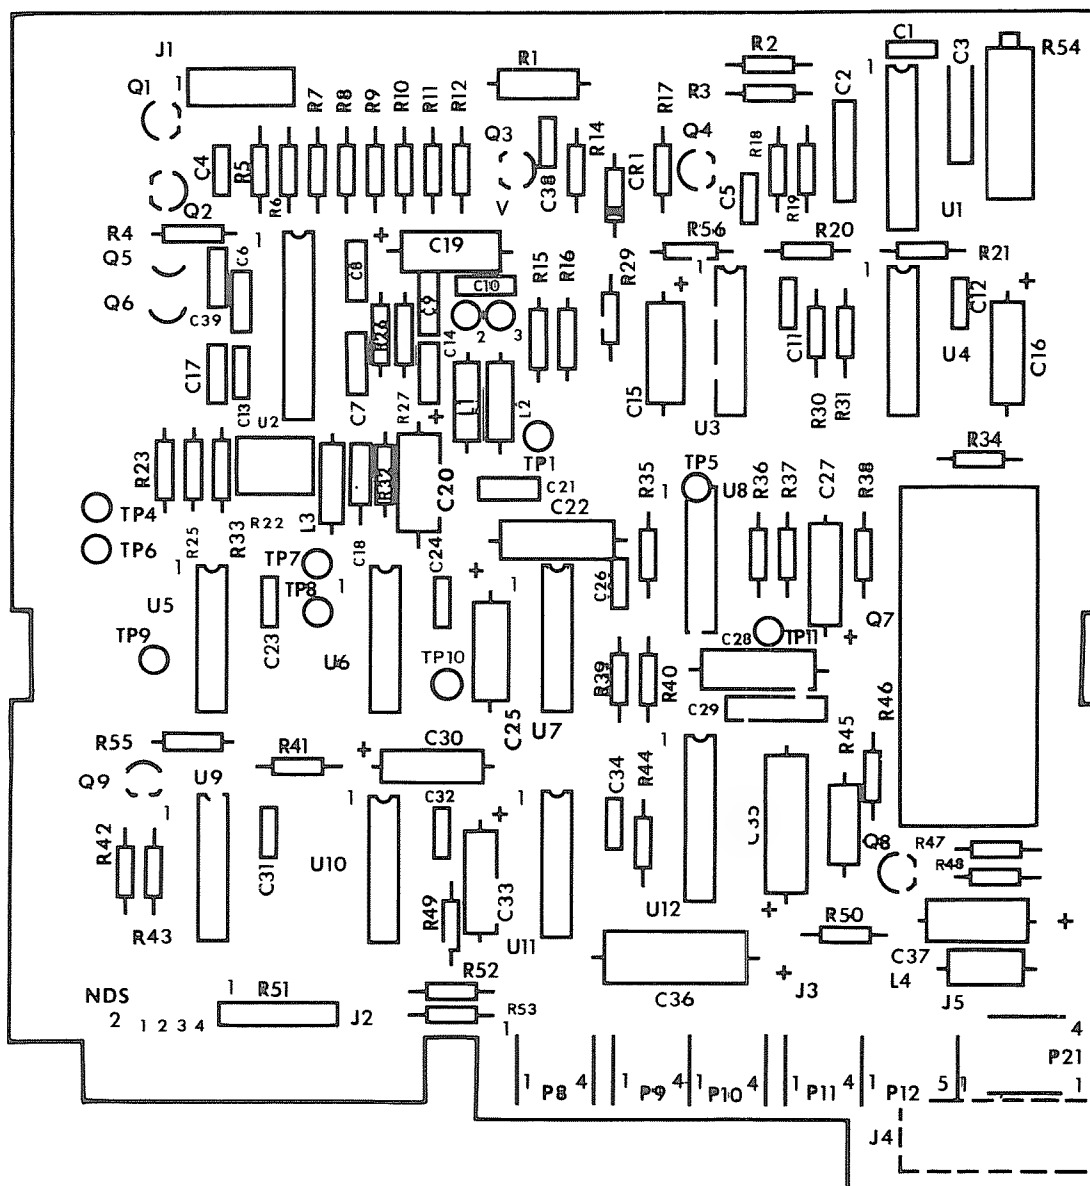 C1
C3
R54
J1
R1
R2
1
Q1
1
R3
C2
R7
R8
R9
R10
R11
R12
Q3
R14
R17
Q4
R18
C4
R5
C38
CR1
C5
R6
Q2
V
R19
U1
R4
1
+
C19
R56
R20
R21
Q5
C6
C8
R15
R16
R29
1
1
C10
C9
+
C12
+
Q6
C39
R26
C14
2
3
C11
U4
C16
C17
C13
U2
C7
R27
+
L1
L2
C15
U3
R30
R31
R34
R23
R32
C20
TP1
R35
TP5
1
U8
R36
R37
C27
R38
C21
TP4
R25
R33
R22
L3
C18
C22
TP6
TP7
C24
1
TP8
1
+
1
C26
U5
Q7
TP9
C23
U6
TP10
C28
TP11
+
R39
R40
C25
U7
C29
R46
R55
R41
+
C30
1
R45
Q9
U9
C34
R44
1
1
C32
+
1
C35
R42
Q8
R47
R48
U10
C31
R49
C33
U12
R43
U11
+
R50
+
C37
R52
C36
+
J3
L4
NDS
1
R51
J5
2
1 2 3 4
J2
R53
1
4
P21
1
P8
4
1
P9
4
P10
4
1
P11
4
1
P12
5
1
1
J4